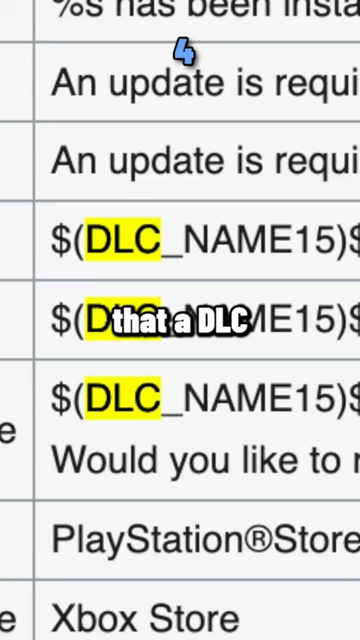 %s has been insta
4
An update is requi
An update is requi
$(DLC_NAME15)$
$(DLC_NAME15)$
that a DLC
$(DLC_NAME15)$
e
Would you like to r
PlayStation®Store
e
Xbox Store